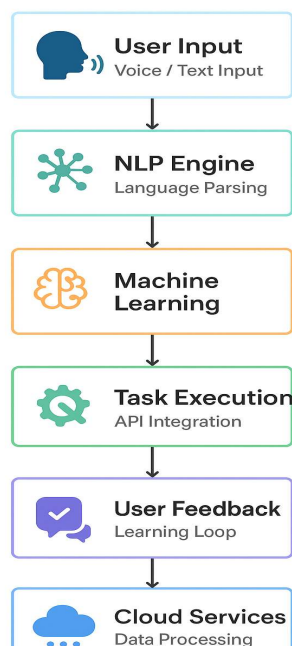 User Input
Voice / Text Input
NLP Engine
Language Parsing
Machine
Learning
Task Execution
API Integration
User Feedback
Learning Loop
Cloud Services
Data Processing